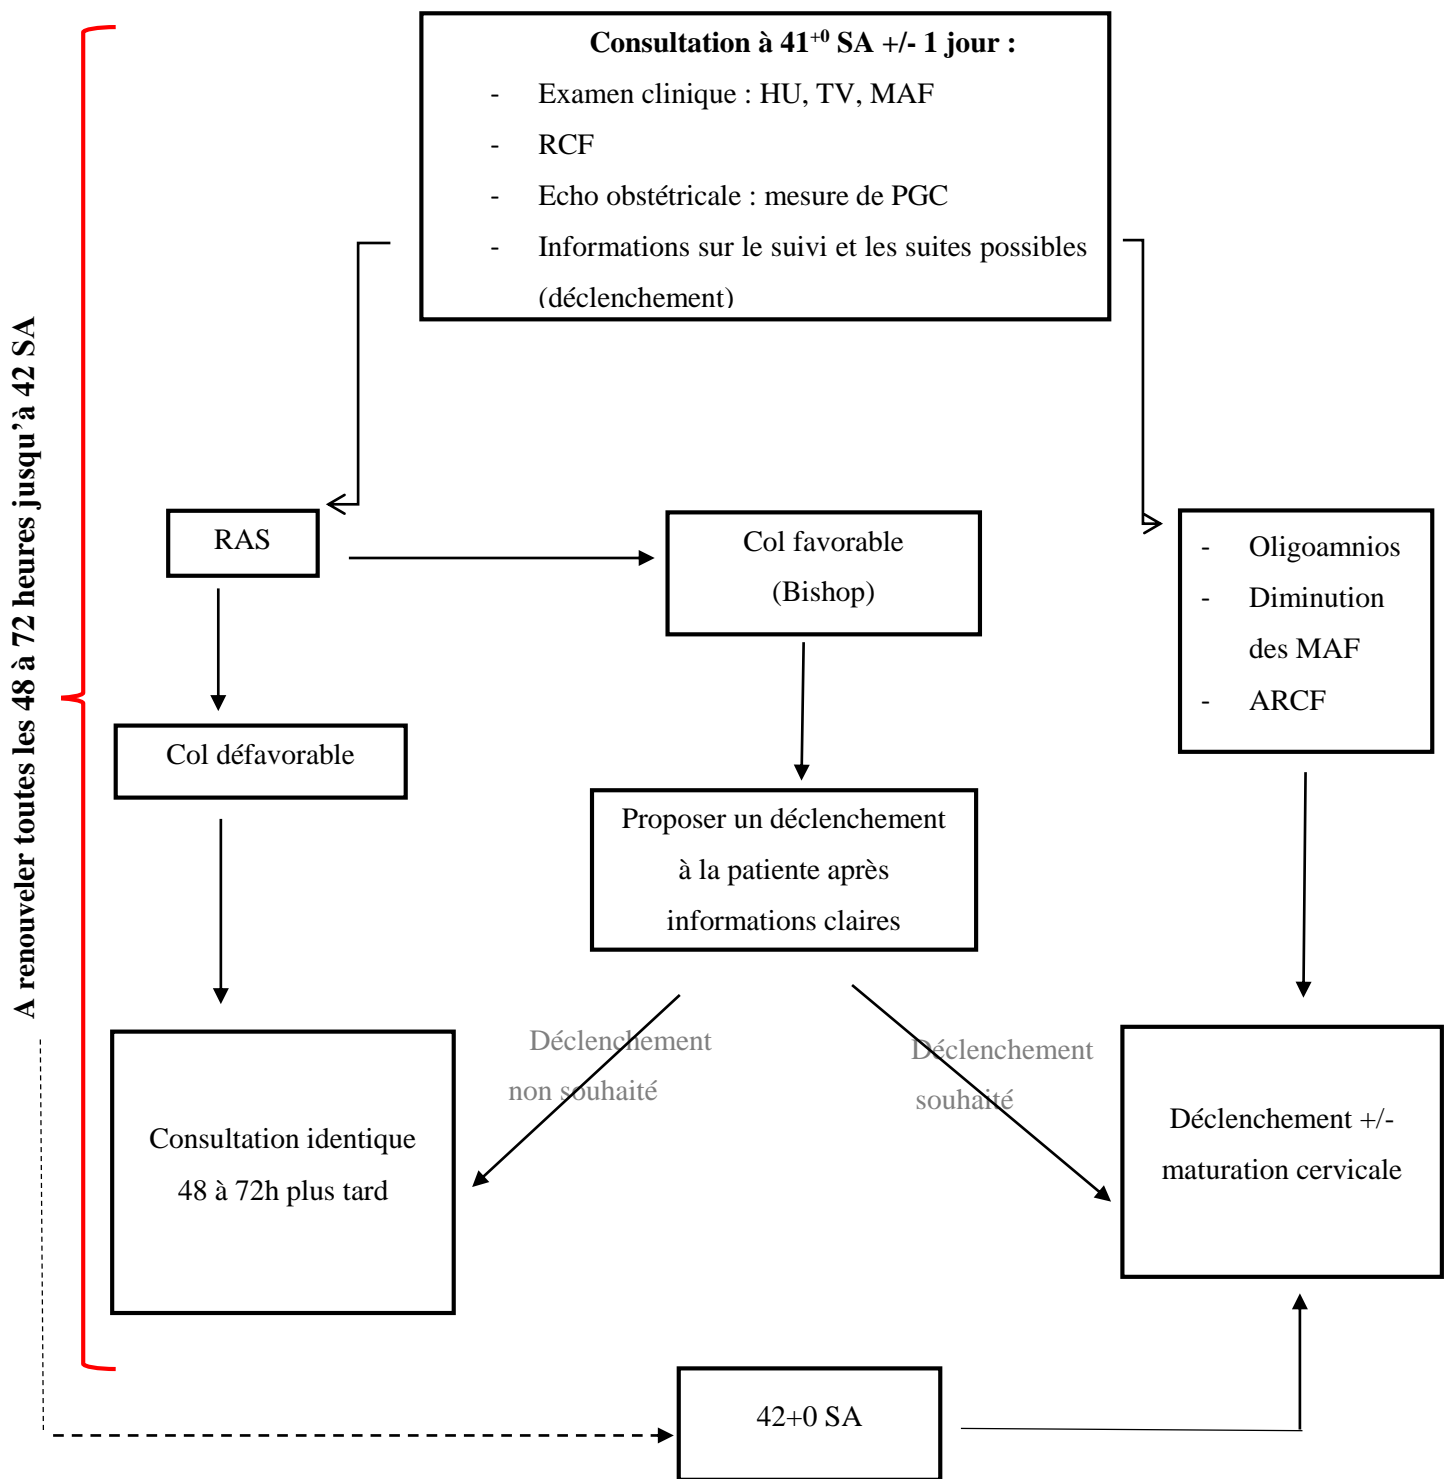 Consultation à 41⁺⁰ SA +/- 1 jour :
- Examen clinique : HU, TV, MAF
- RCF
- Echo obstétricale : mesure de PGC
- Informations sur le suivi et les suites possibles
(déclenchement)
A renouveler toutes les 48 à 72 heures jusqu'à 42 SA
RAS
Col favorable
(Bishop)
- Oligoamnios
- Diminution
des MAF
- ARCF
Col défavorable
Proposer un déclenchement
à la patiente après
informations claires
Déclenchement
non souhaité
Déclenchement
souhaité
Consultation identique
48 à 72h plus tard
Déclenchement +/-
maturation cervicale
42+0 SA